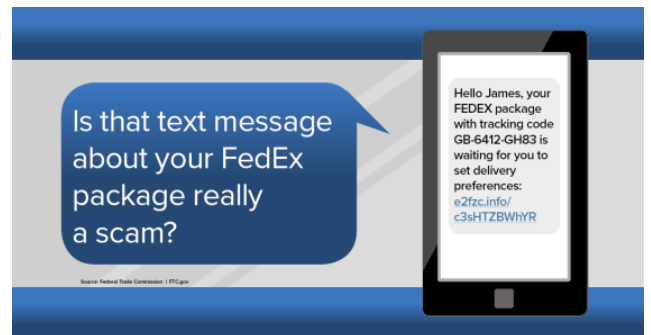 Is that text message
about your FedEx
package really
a scam?
Source: Federal Trade Commission | FTC.gov
Hello James, your
FEDEX package
with tracking code
GB-6412-GH83 is
waiting for you to
set delivery
preferences:
e2fzc.info/
c3sHTZBWhYR